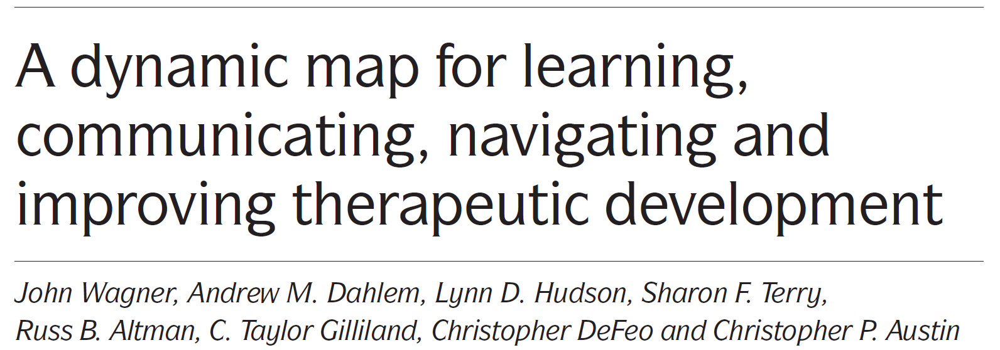 A dynamic map for learning,
communicating, navigating and
improving therapeutic development
John Wagner, Andrew M. Dahlem, Lynn D. Hudson, Sharon F. Terry,
Russ B. Altman, C. Taylor Gilliland, Christopher DeFeo and Christopher P. Austin